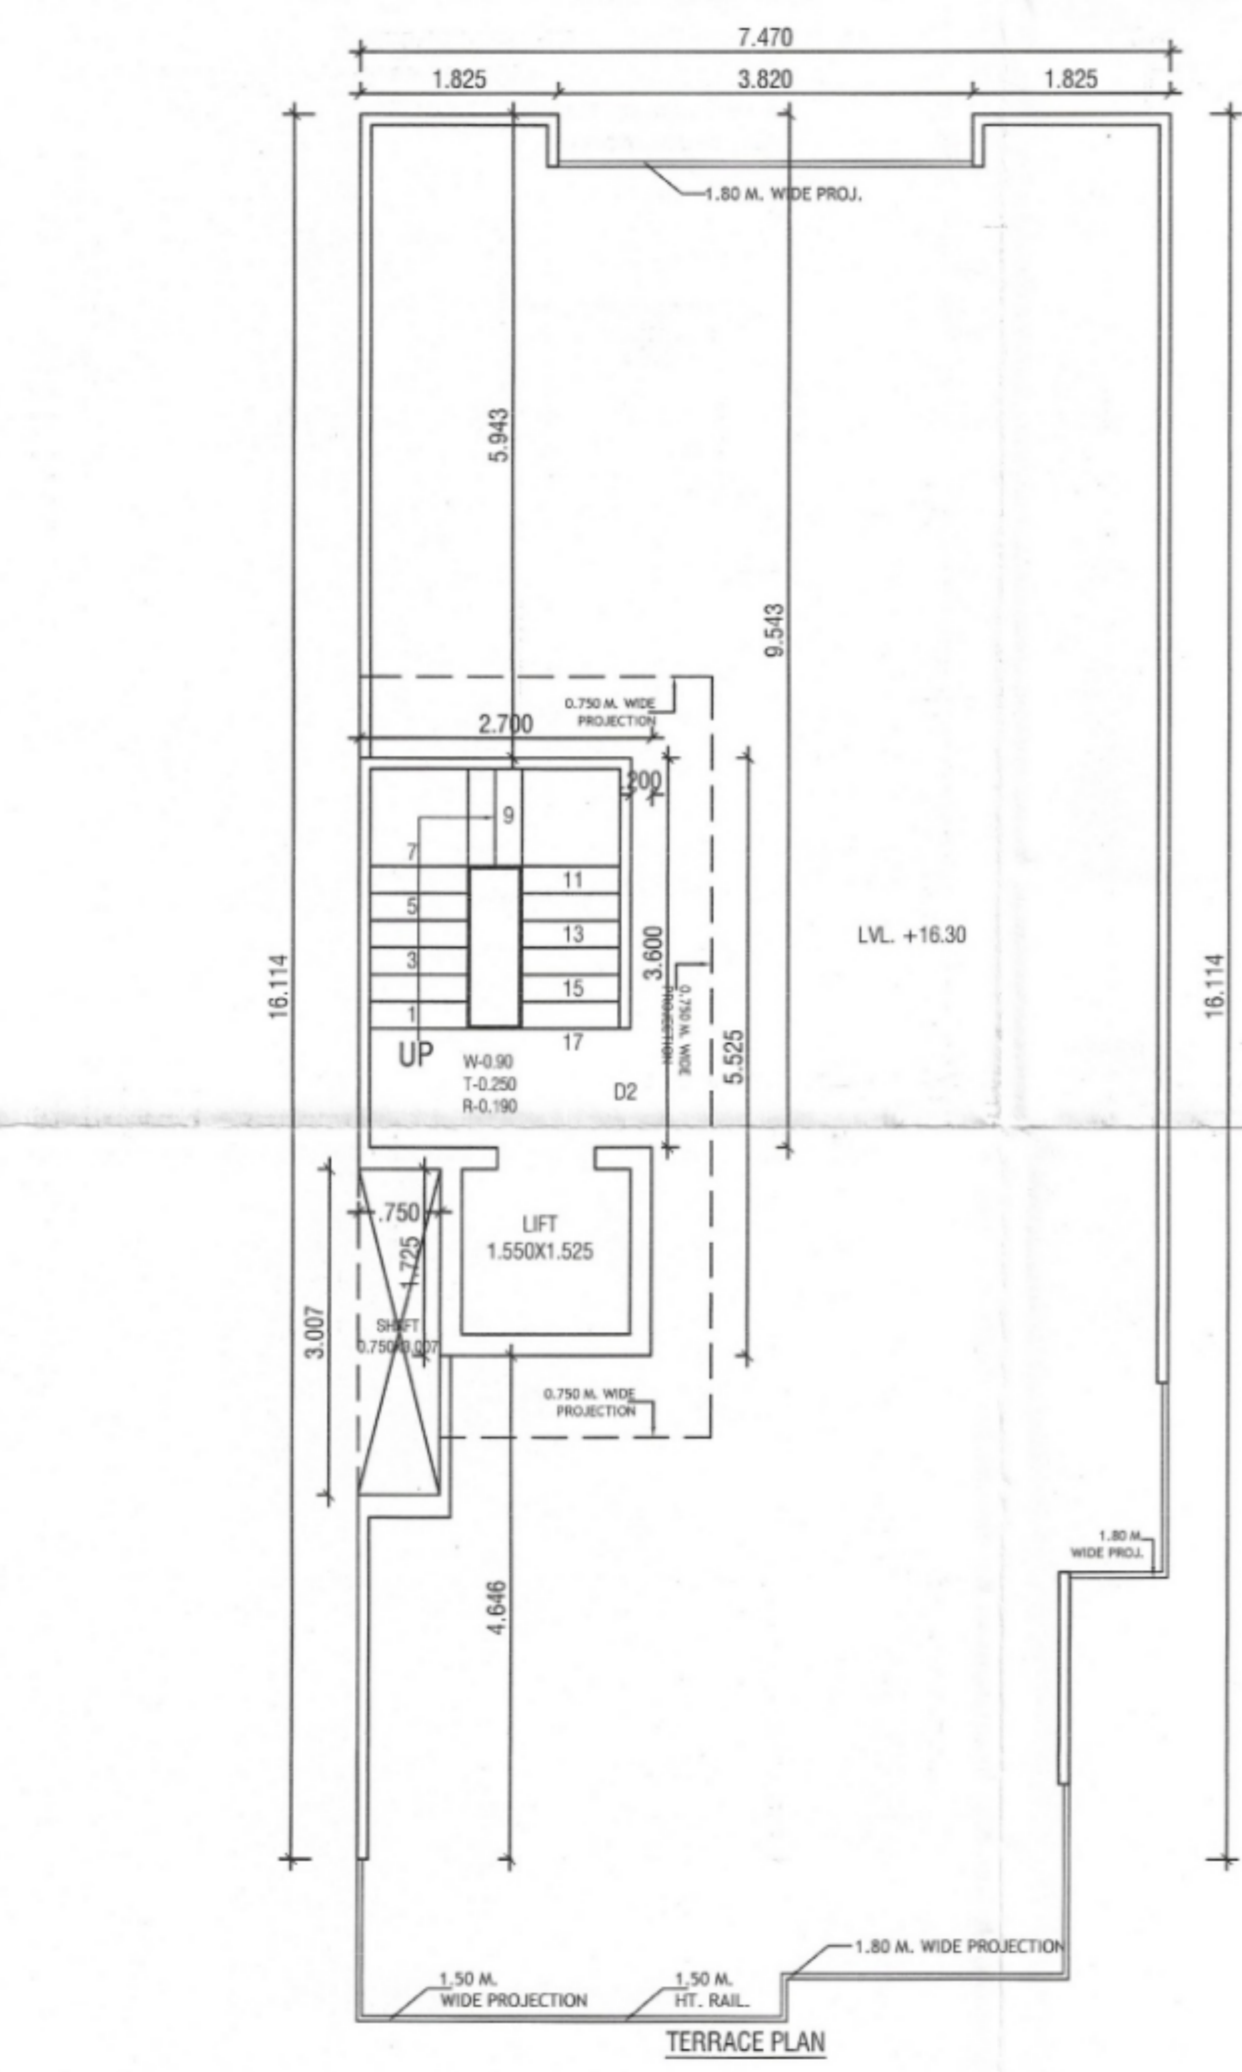 7.470
1.825
3.820
1.825
1.80 M. WIDE PROJ.
5.943
9.543
0.750 M. WIDE
PROJECTION
2.700
.200
9
7
11
5
13
3
15
1
17
UP
3.600
0.750 M. WIDE
PROJECTION
LVL. +16.30
16.114
16.114
5.525
W-0.90
T-0.250
R-0.190
D2
.750
1.725
LIFT
1.550X1.525
3.007
SHAFT
0.750X3.007
0.750 M. WIDE
PROJECTION
1.80 M.
WIDE PROJ.
4.646
1.80 M. WIDE PROJECTION
1.50 M.
WIDE PROJECTION
1.50 M.
HT. RAIL.
TERRACE PLAN